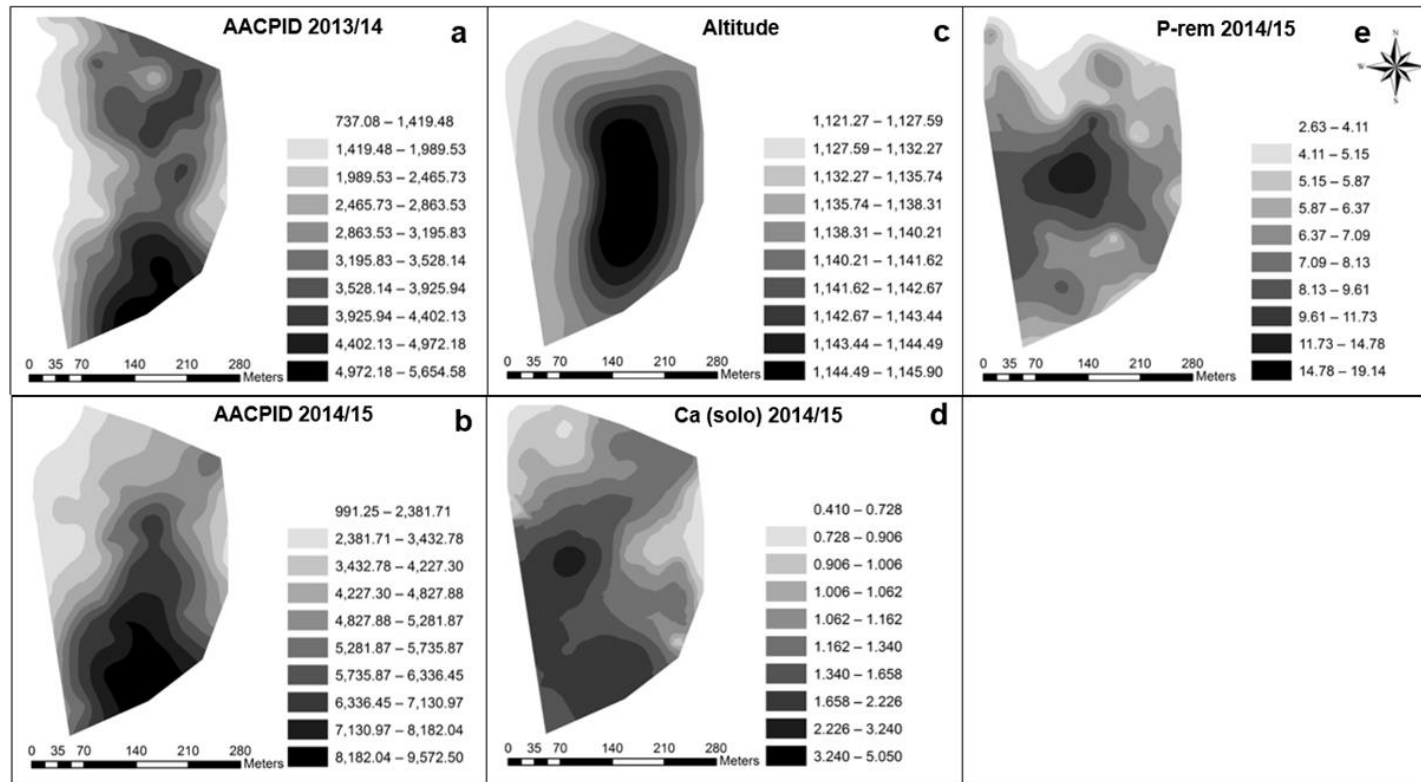 AACPID 2013/14
a
737.08 – 1,419.48
1,419.48 – 1,989.53
1,989.53 – 2,465.73
2,465.73 – 2,863.53
2,863.53 – 3,195.83
3,195.83 – 3,528.14
3,528.14 – 3,925.94
3,925.94 – 4,402.13
4,402.13 – 4,972.18
4,972.18 – 5,654.58
0 35 70 140 210 280
Meters
Altitude
c
1,121.27 – 1,127.59
1,127.59 – 1,132.27
1,132.27 – 1,135.74
1,135.74 – 1,138.31
1,138.31 – 1,140.21
1,140.21 – 1,141.62
1,141.62 – 1,142.67
1,142.67 – 1,143.44
1,143.44 – 1,144.49
1,144.49 – 1,145.90
0 35 70 140 210 280
Meters
P-rem 2014/15
e
N
W E
S
2.63 – 4.11
4.11 – 5.15
5.15 – 5.87
5.87 – 6.37
6.37 – 7.09
7.09 – 8.13
8.13 – 9.61
9.61 – 11.73
11.73 – 14.78
14.78 – 19.14
0 35 70 140 210 280
Meters
AACPID 2014/15
b
991.25 – 2,381.71
2,381.71 – 3,432.78
3,432.78 – 4,227.30
4,227.30 – 4,827.88
4,827.88 – 5,281.87
5,281.87 – 5,735.87
5,735.87 – 6,336.45
6,336.45 – 7,130.97
7,130.97 – 8,182.04
8,182.04 – 9,572.50
0 35 70 140 210 280
Meters
Ca (solo) 2014/15
d
0.410 – 0.728
0.728 – 0.906
0.906 – 1.006
1.006 – 1.062
1.062 – 1.162
1.162 – 1.340
1.340 – 1.658
1.658 – 2.226
2.226 – 3.240
3.240 – 5.050
0 35 70 140 210 280
Meters